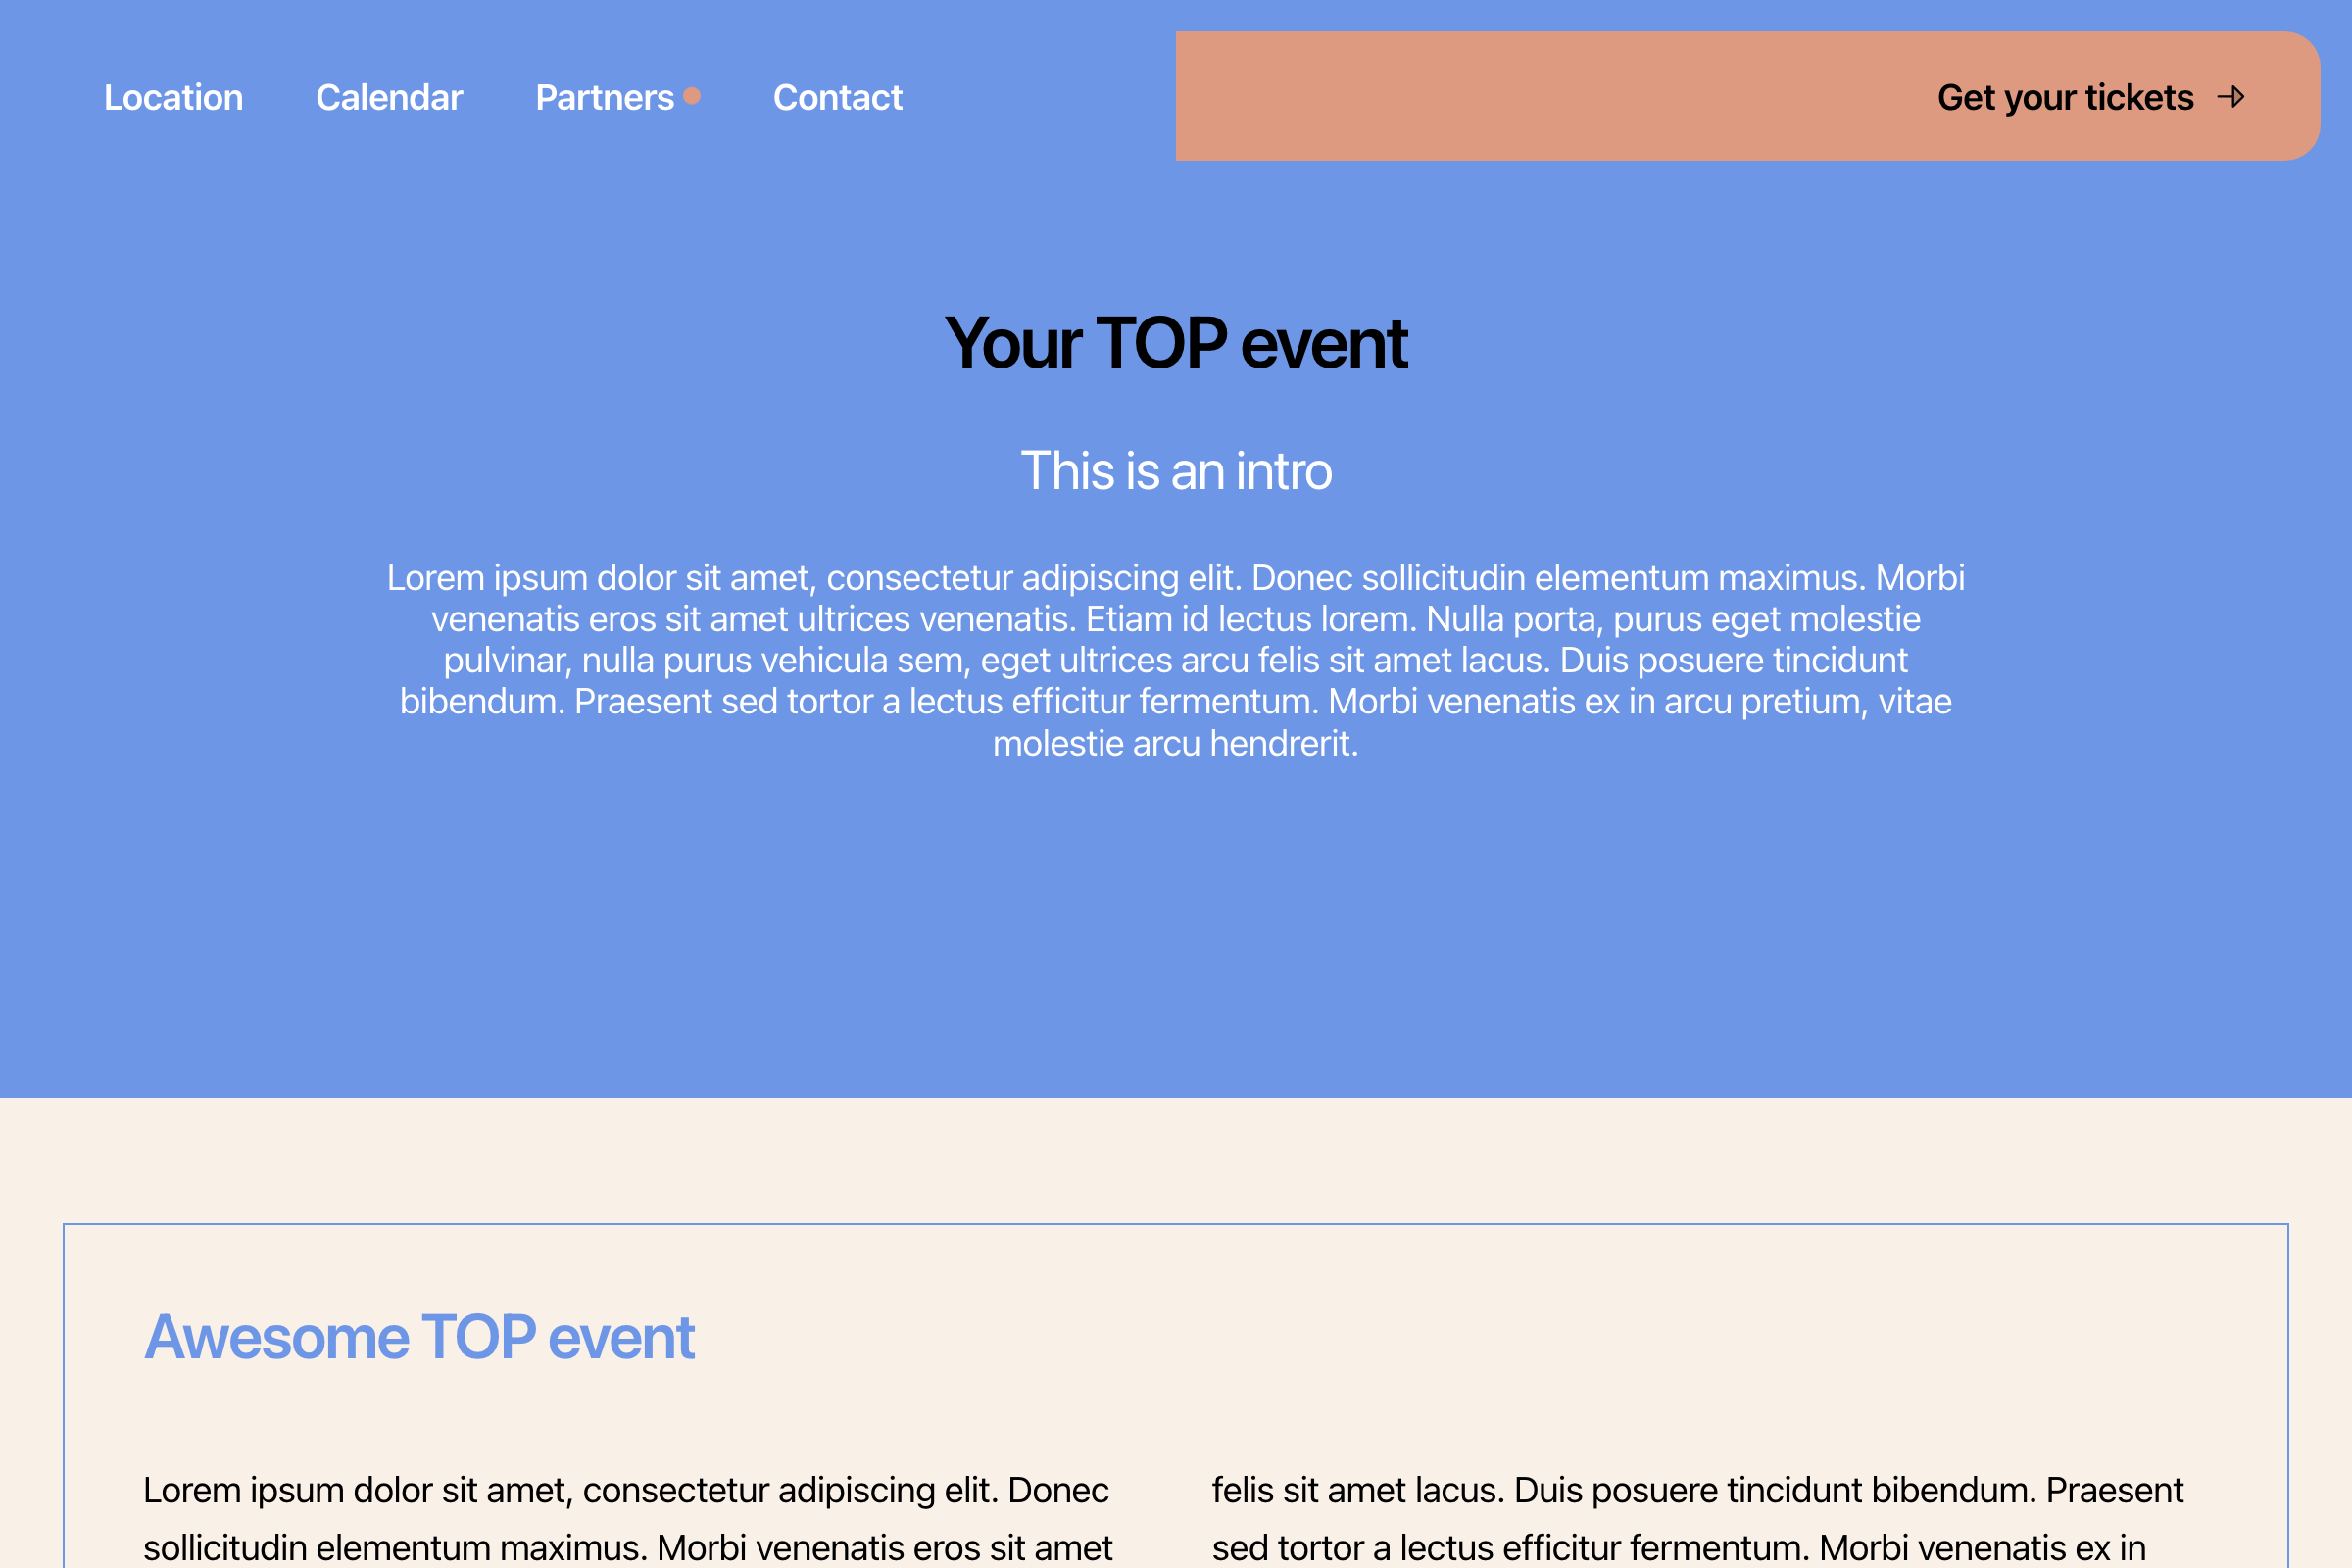 Location
Calendar
Partners
Contact
Get your tickets
Your TOP event
This is an intro
Lorem ipsum dolor sit amet, consectetur adipiscing elit. Donec sollicitudin elementum maximus. Morbi
venenatis eros sit amet ultrices venenatis. Etiam id lectus lorem. Nulla porta, purus eget molestie
pulvinar, nulla purus vehicula sem, eget ultrices arcu felis sit amet lacus. Duis posuere tincidunt
bibendum. Praesent sed tortor a lectus efficitur fermentum. Morbi venenatis ex in arcu pretium, vitae
molestie arcu hendrerit.
Awesome TOP event
Lorem ipsum dolor sit amet, consectetur adipiscing elit. Donec
sollicitudin elementum maximus. Morbi venenatis eros sit amet
felis sit amet lacus. Duis posuere tincidunt bibendum. Praesent
sed tortor a lectus efficitur fermentum. Morbi venenatis ex in